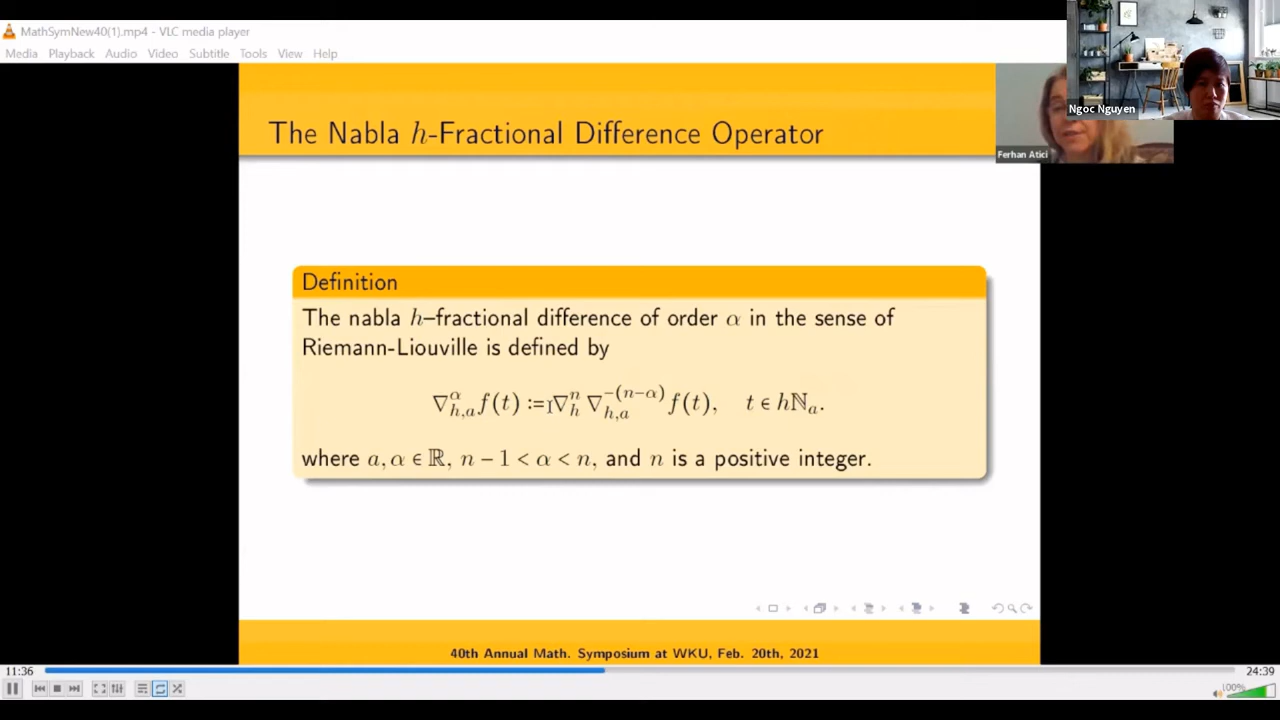 MathSymNew40(1).mp4 - VLC media player
Media Playback Audio Video Subtitle Tools View Help
Ngoc Nguyen
Ferhan Atici
The Nabla h-Fractional Difference Operator
Definition
The nabla h–fractional difference of order α in the sense of
Riemann-Liouville is defined by
∇^α_{h,a} f(t) := ∇^n_h ∇^{-(n-α)}_{h,a} f(t), t ∈ hℕ_a.
where a, α ∈ ℝ, n − 1 < α < n, and n is a positive integer.
40th Annual Math. Symposium at WKU, Feb. 20th, 2021
11:36
24:39
100%